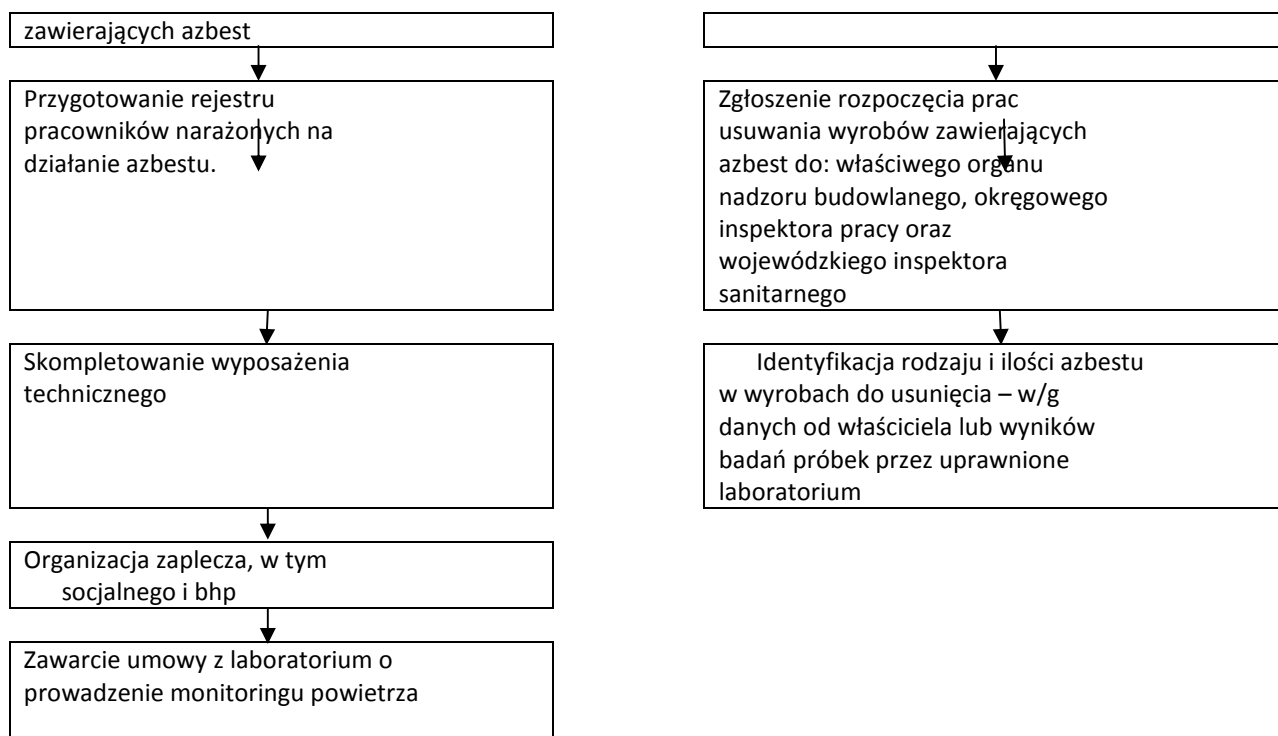 zawierających azbest
Przygotowanie rejestru
pracowników narażonych na
działanie azbestu.
Skompletowanie wyposażenia
technicznego
Organizacja zaplecza, w tym
socjalnego i bhp
Zawarcie umowy z laboratorium o
prowadzenie monitoringu powietrza
Zgłoszenie rozpoczęcia prac
usuwania wyrobów zawierających
azbest do: właściwego organu
nadzoru budowlanego, okręgowego
inspektora pracy oraz
wojewódzkiego inspektora
sanitarnego
Identyfikacja rodzaju i ilości azbestu
w wyrobach do usunięcia – w/g
danych od właściciela lub wyników
badań próbek przez uprawnione
laboratorium